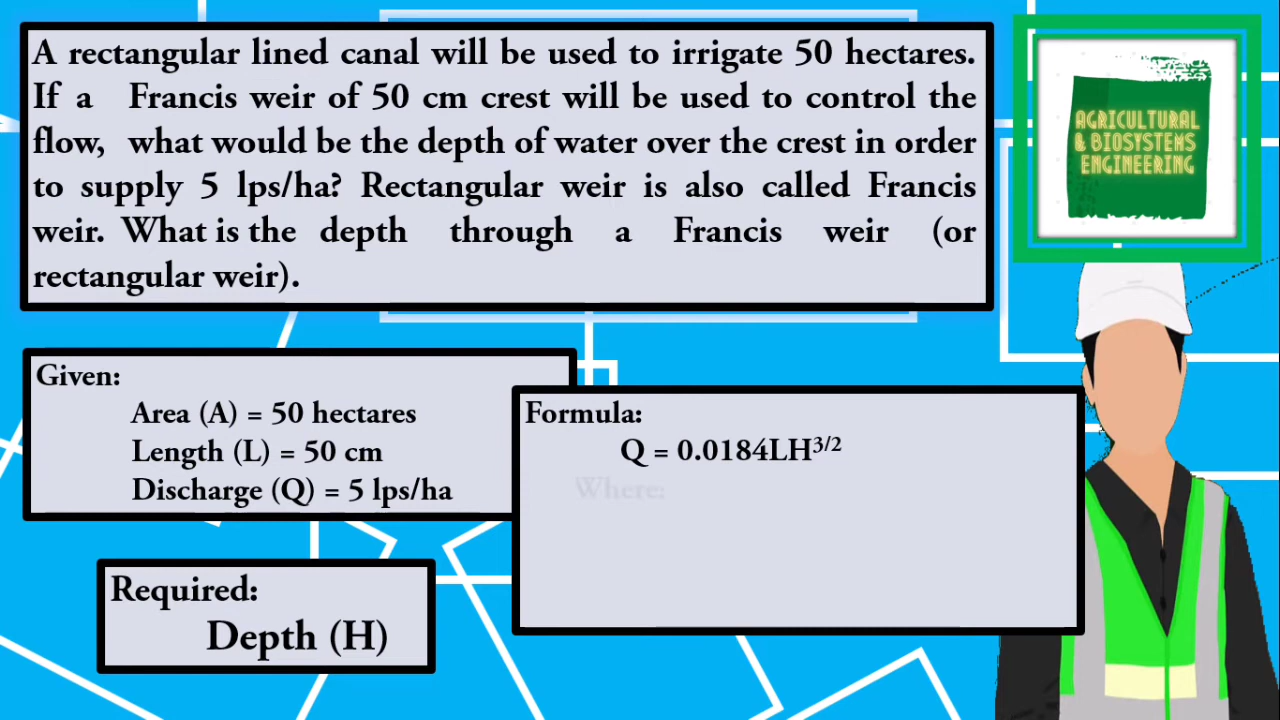 A rectangular lined canal will be used to irrigate 50 hectares.
If a Francis weir of 50 cm crest will be used to control the
flow, what would be the depth of water over the crest in order
to supply 5 lps/ha? Rectangular weir is also called Francis
weir. What is the depth through a Francis weir (or
rectangular weir).
AGRICULTURAL
& BIOSYSTEMS
ENGINEERING
Given:
Area (A) = 50 hectares
Length (L) = 50 cm
Discharge (Q) = 5 lps/ha
Formula:
Q = 0.0184LH³/²
Where:
Required:
Depth (H)